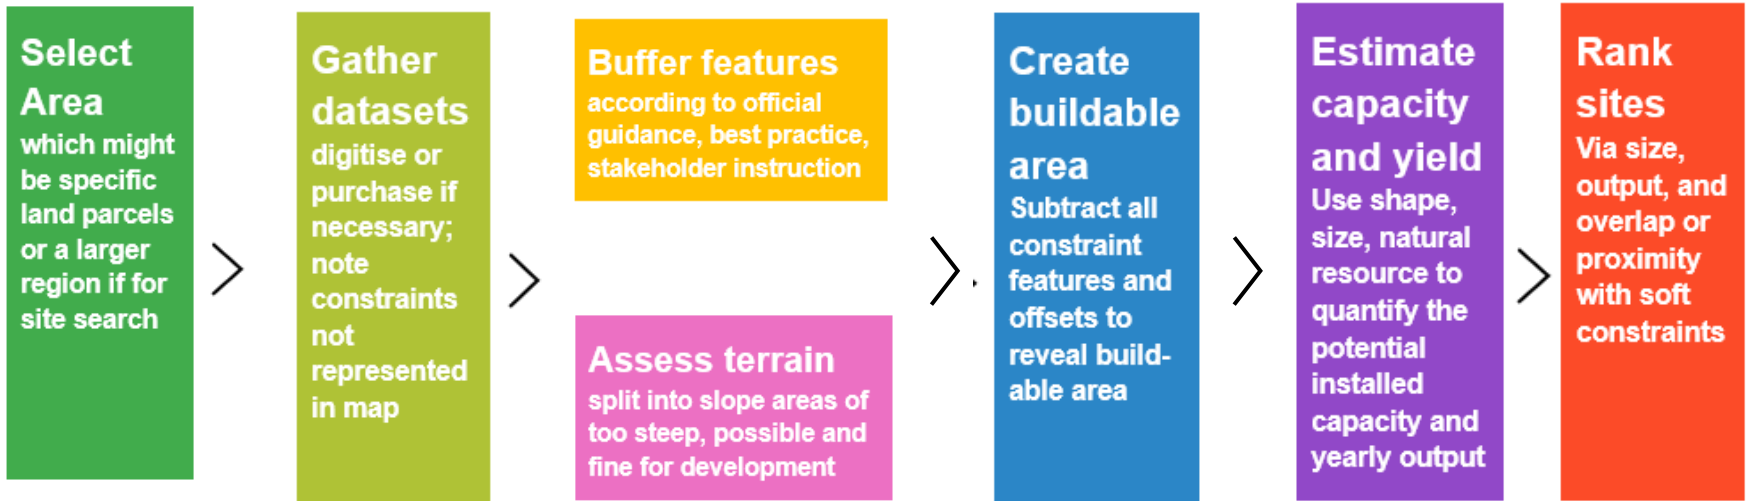 Select
Area
which might
be specific
land parcels
or a larger
region if for
site search
Gather
datasets
digitise or
purchase if
necessary;
note
constraints
not
represented
in map
Buffer features
according to official
guidance, best practice,
stakeholder instruction
Assess terrain
split into slope areas of
too steep, possible and
fine for development
Create
buildable
area
Subtract all
constraint
features and
offsets to
reveal build-
able area
Estimate
capacity
and yield
Use shape,
size, natural
resource to
quantify the
potential
installed
capacity and
yearly output
Rank
sites
Via size,
output, and
overlap or
proximity
with soft
constraints